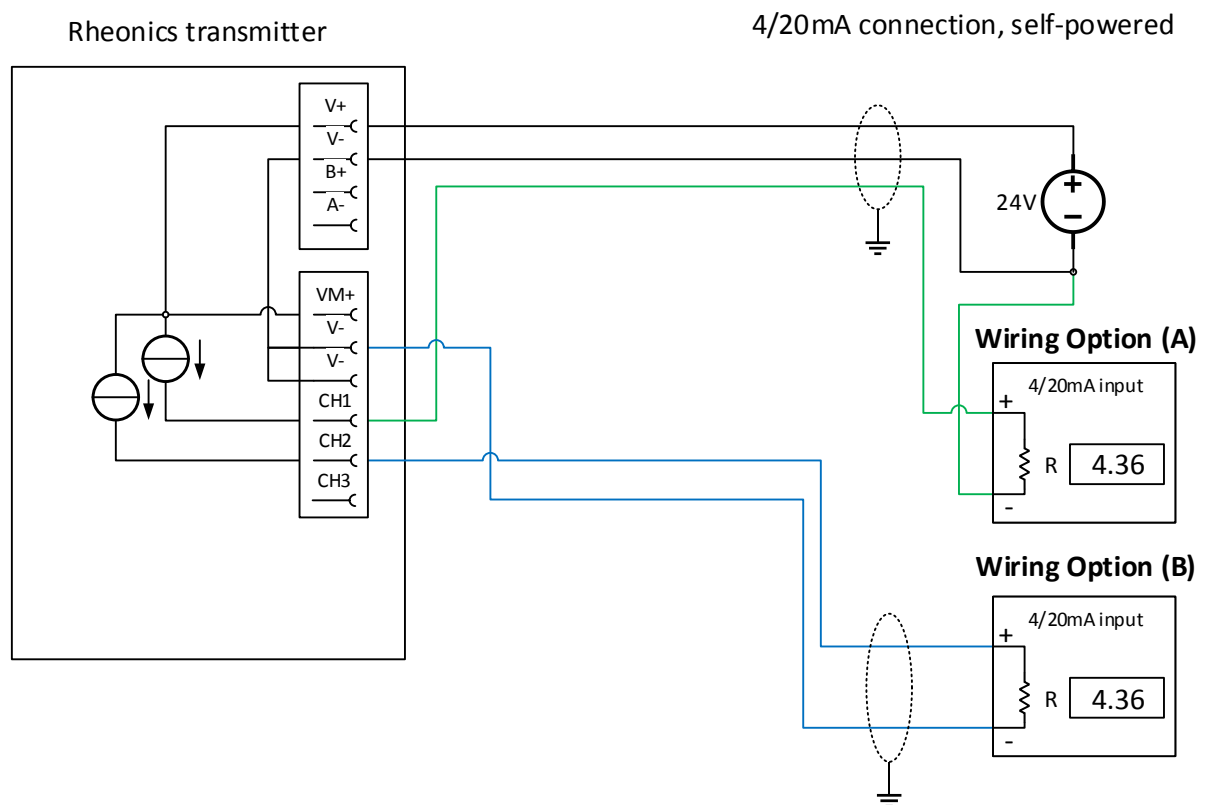 Rheonics transmitter
4/20mA connection, self-powered
V+
V-
B+
A-
24V
+
−
VM+
V-
V-
CH1
CH2
CH3
Wiring Option (A)
4/20mA input
+
R 4.36
-
Wiring Option (B)
4/20mA input
+
R 4.36
-